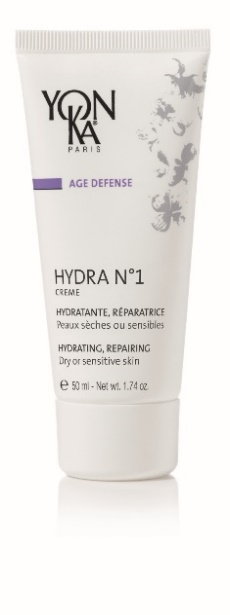 YON
KA
PARIS
AGE DEFENSE
HYDRA N°1
CREME
HYDRATANTE, RÉPARATRICE
Peaux sèches ou sensibles
HYDRATING, REPAIRING
Dry or sensitive skin
℮ 50 ml - Net wt. 1.74 oz.